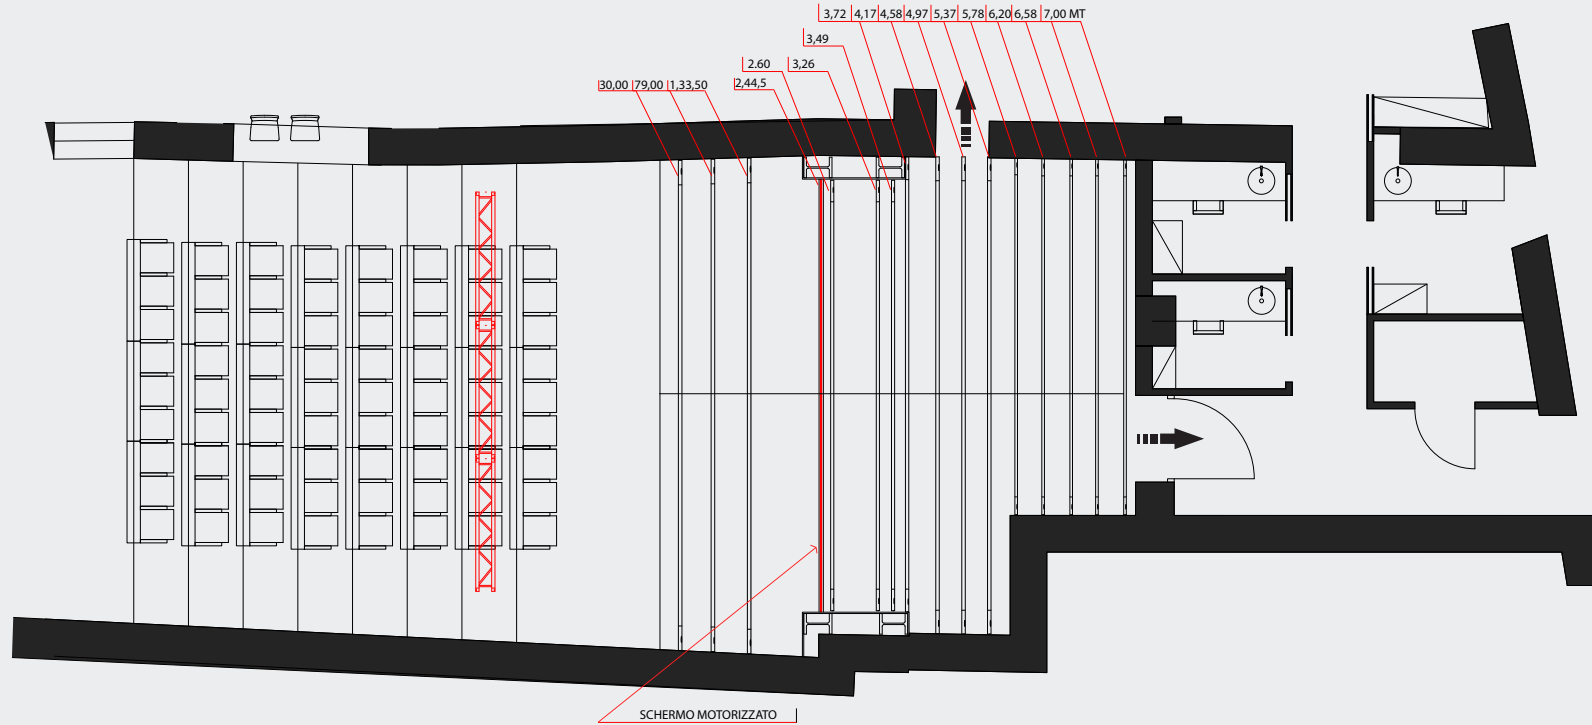 3,72 4,17 4,58 4,97 5,37 5,78 6,20 6,58 7,00 MT
3,49
2.60 3,26
30,00 79,00 1,33,50 2,44,5
SCHERMO MOTORIZZATO